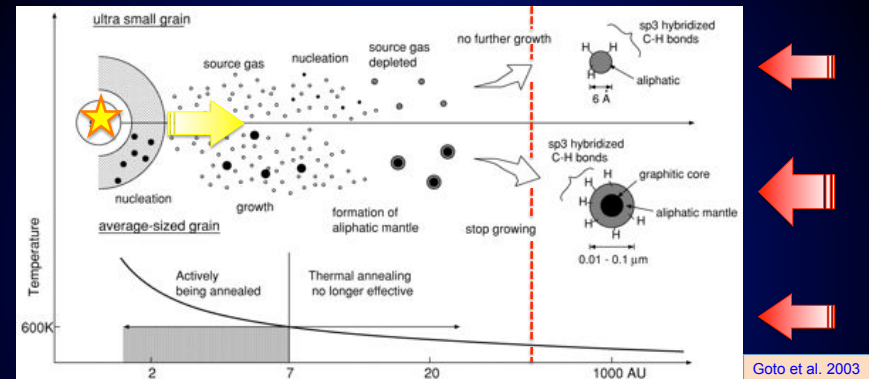 ultra small grain
source gas
nucleation
source gas
depleted
no further growth
sp3 hybridized
C-H bonds
H
H
H
aliphatic
6 Å
nucleation
growth
formation of
aliphatic mantle
stop growing
sp3 hybridized
C-H bonds
graphitic core
aliphatic mantle
H
H
H
H
H
H
0.01 - 0.1 μm
average-sized grain
Temperature
Actively
being annealed
Thermal annealing
no longer effective
600K
2
7
20
1000 AU
Goto et al. 2003